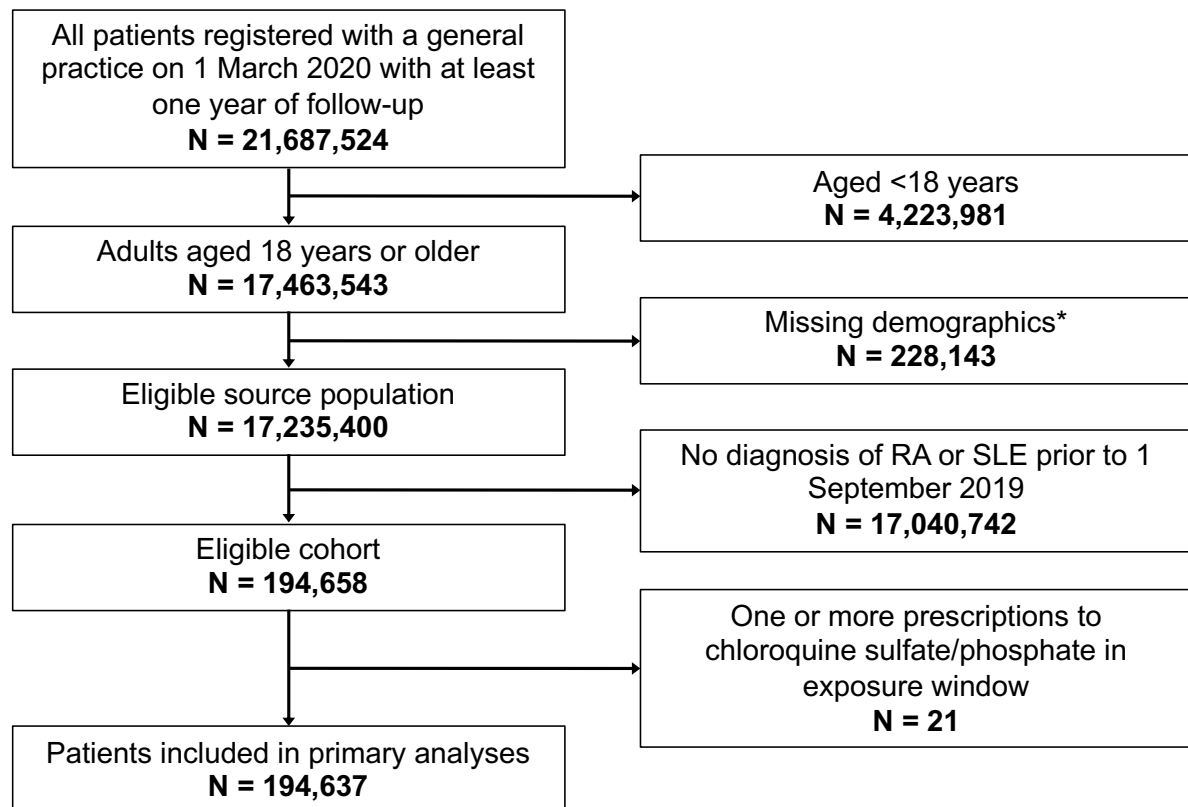 All patients registered with a general
practice on 1 March 2020 with at least
one year of follow-up
N = 21,687,524
Aged <18 years
N = 4,223,981
Adults aged 18 years or older
N = 17,463,543
Missing demographics*
N = 228,143
Eligible source population
N = 17,235,400
No diagnosis of RA or SLE prior to 1
September 2019
N = 17,040,742
Eligible cohort
N = 194,658
One or more prescriptions to
chloroquine sulfate/phosphate in
exposure window
N = 21
Patients included in primary analyses
N = 194,637